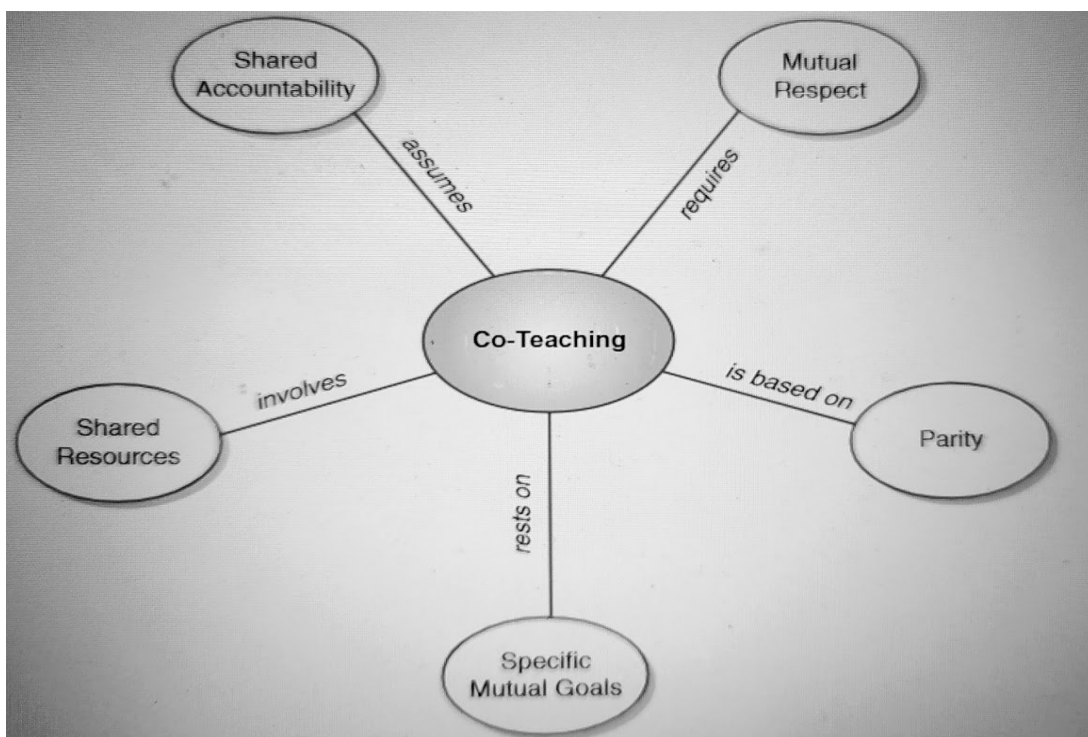 Shared
Accountability
Mutual
Respect
assumes
requires
Co-Teaching
involves
is based on
Shared
Resources
Parity
rests on
Specific
Mutual Goals